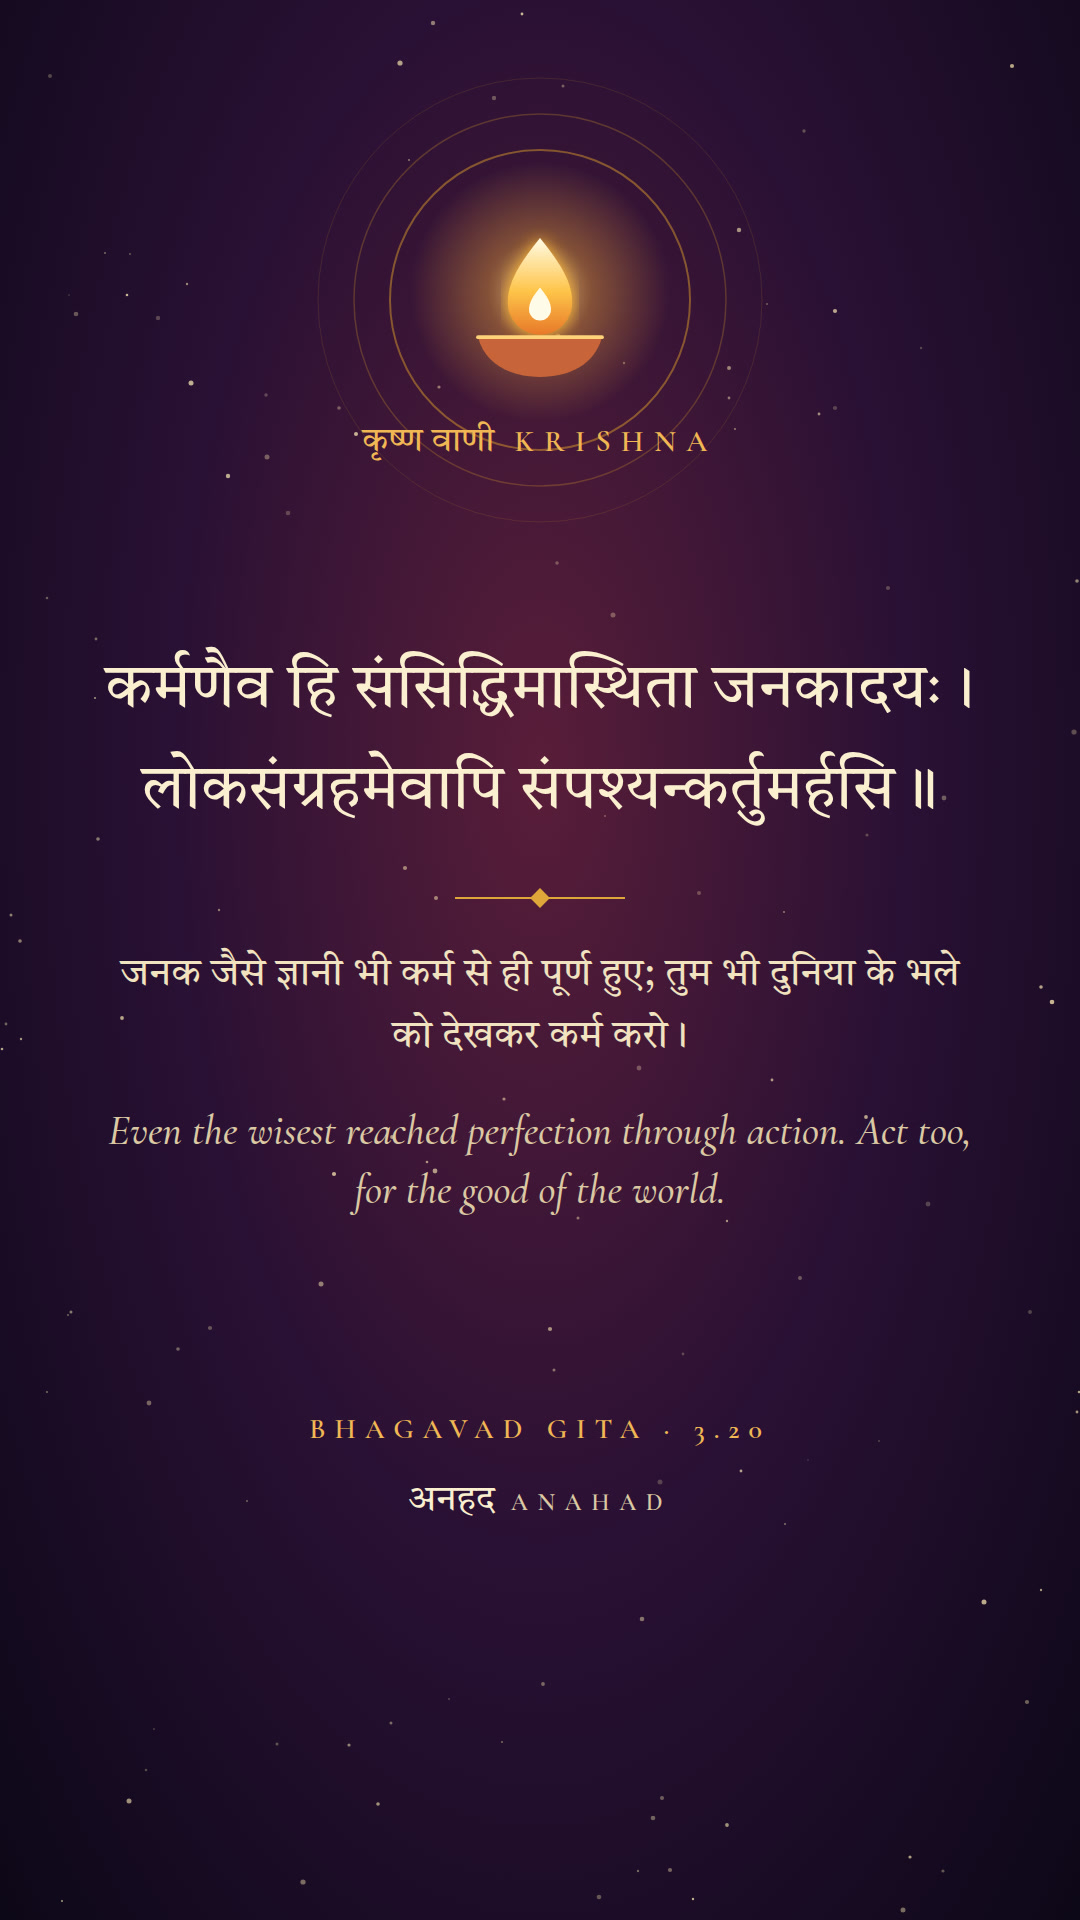 कृष्ण वाणी KRISHNA
कर्मणैव हि संसिद्धिमास्थिता जनकादयः।
लोकसंग्रहमेवापि संपश्यन्कर्तुमर्हसि॥
जनक जैसे ज्ञानी भी कर्म से ही पूर्ण हुए; तुम भी दुनिया के भले
को देखकर कर्म करो।
Even the wisest reached perfection through action. Act too,
for the good of the world.
BHAGAVAD GITA · 3.20
अनहद ANAHAD